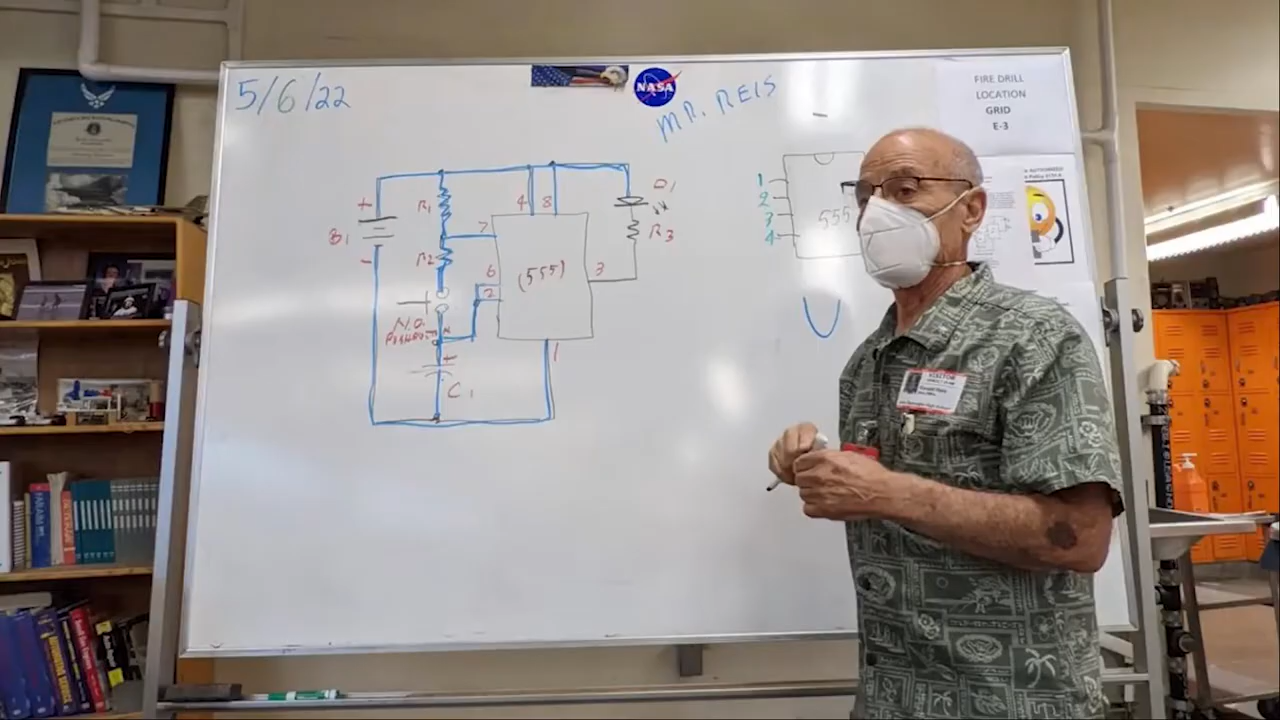 5/6/22
NASA
MR. REIS
FIRE DRILL
LOCATION
GRID
E-3
+
B1
-
R1
R2
4 8
7
6
2
(555)
3
1
D1
R3
N.O.
+
C1
1
2
3
4
555
VISITOR